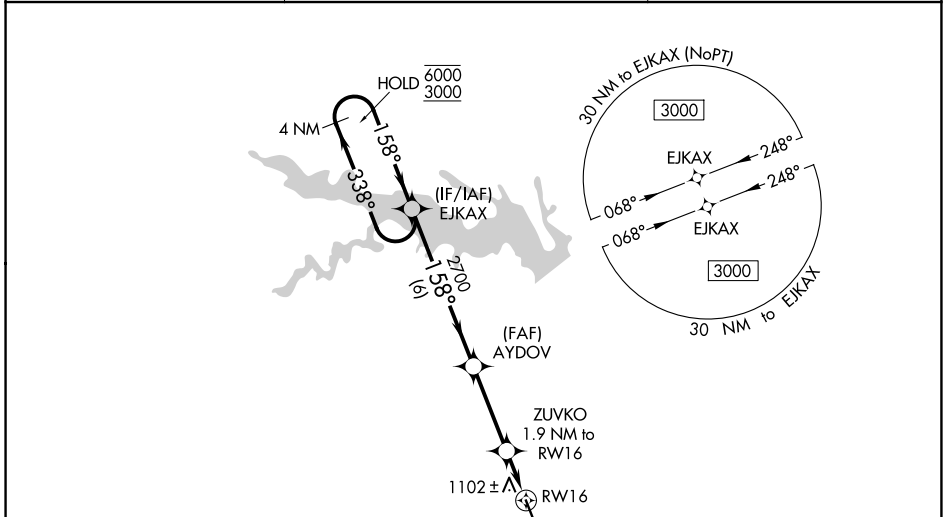 HOLD 6000
3000
4 NM
158°
338°
(IF/IAF)
EJKAX
2700
158°
(6)
(FAF)
AYDOV
ZUVKO
1.9 NM to
RW16
1102 ±
RW16
30 NM to EJKAX (NoPT)
3000
EJKAX
248°
068°
248°
068°
EJKAX
3000
30 NM to EJKAX